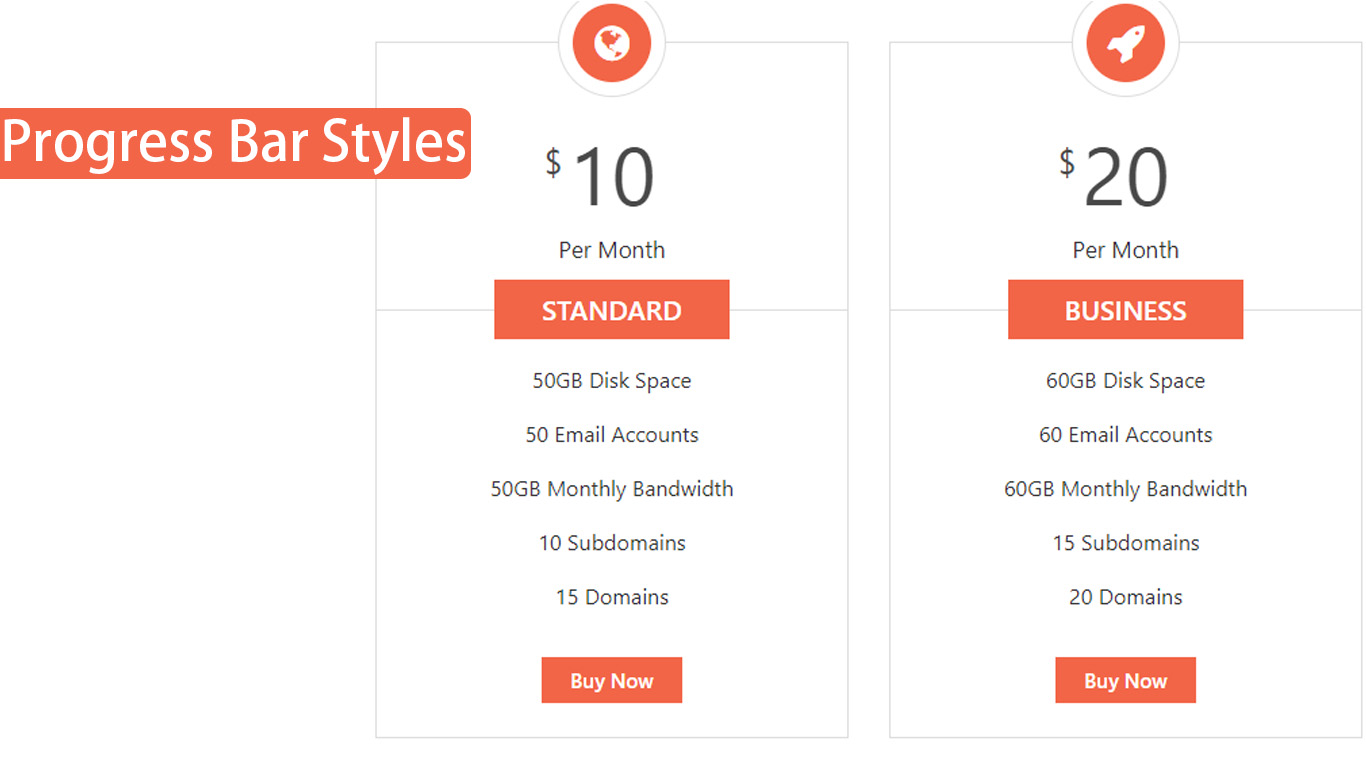 Progress Bar Styles
$10
Per Month
STANDARD
50GB Disk Space
50 Email Accounts
50GB Monthly Bandwidth
10 Subdomains
15 Domains
Buy Now
$20
Per Month
BUSINESS
60GB Disk Space
60 Email Accounts
60GB Monthly Bandwidth
15 Subdomains
20 Domains
Buy Now